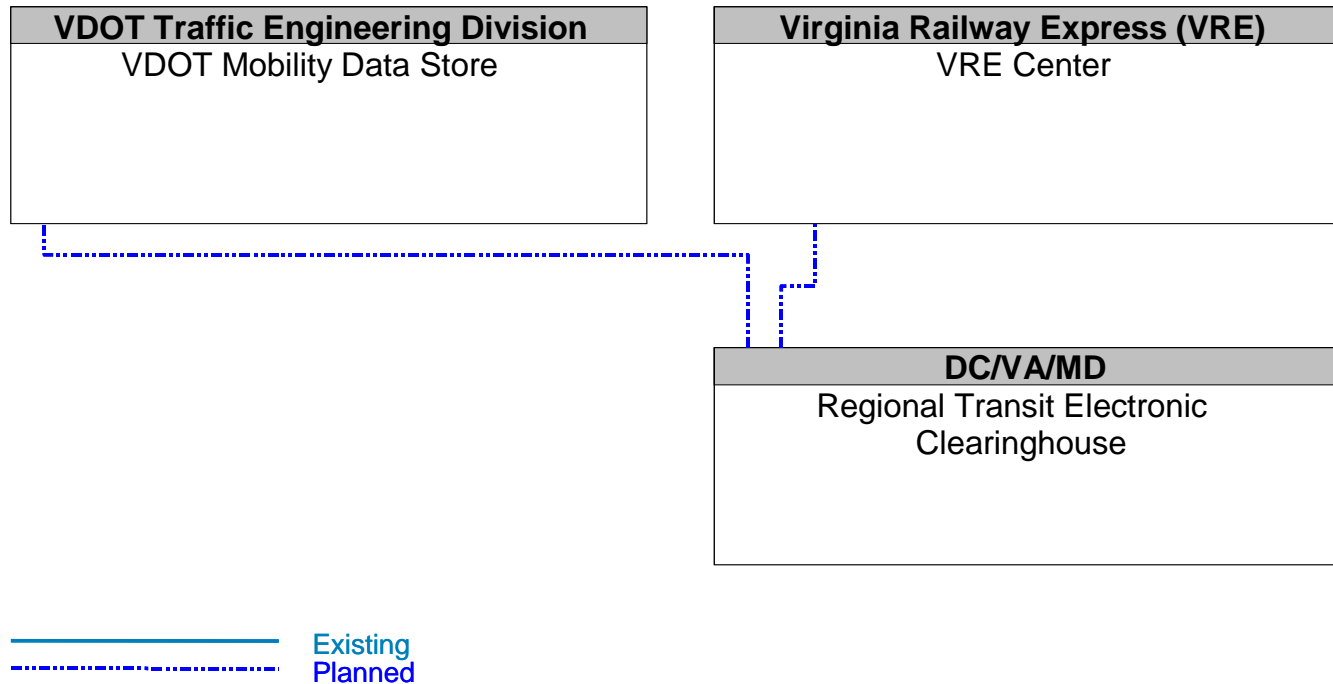 VDOT Traffic Engineering Division
VDOT Mobility Data Store
Virginia Railway Express (VRE)
VRE Center
DC/VA/MD
Regional Transit Electronic
Clearinghouse
Existing
Planned